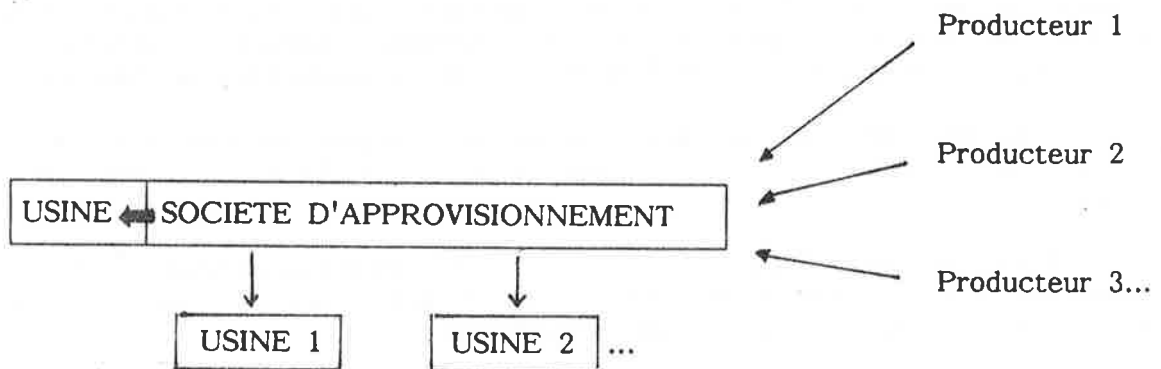 Producteur 1
Producteur 2
USINE SOCIETE D'APPROVISIONNEMENT
Producteur 3...
USINE 1 USINE 2 ...